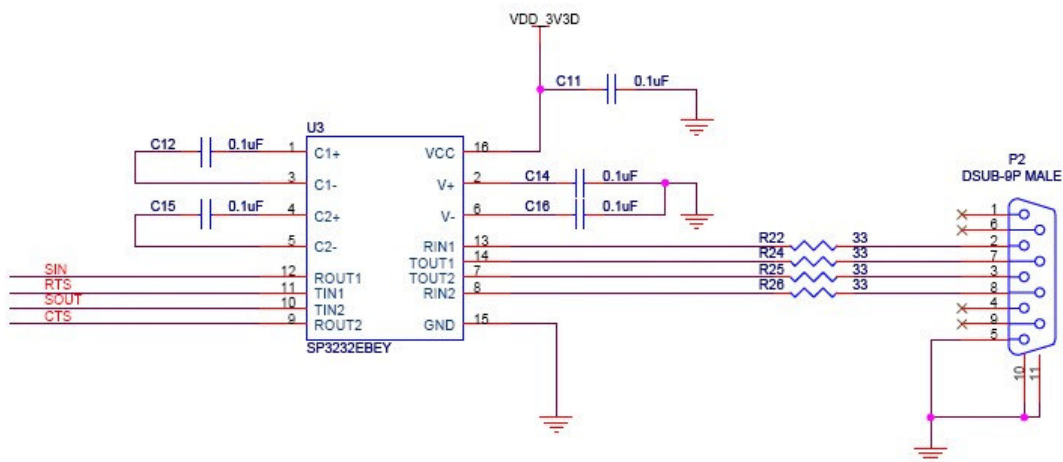 VDD_3V3D
C11 0.1uF
U3
C12 0.1uF 1 C1+ VCC 16
P2
DSUB-9P MALE
3 C1- V+ 2 C14 0.1uF
C15 0.1uF 4 C2+ V- 6 C16 0.1uF
5 C2- RIN1 13 R22 33
TOUT1 14 R24 33
SIN 12 ROUT1 TOUT2 7 R25 33
RTS 11 TIN1 RIN2 8 R26 33
SOUT 10 TIN2
CTS 9 ROUT2 GND 15
SP3232EBEY
1
6
2
7
3
8
4
9
5
10
11